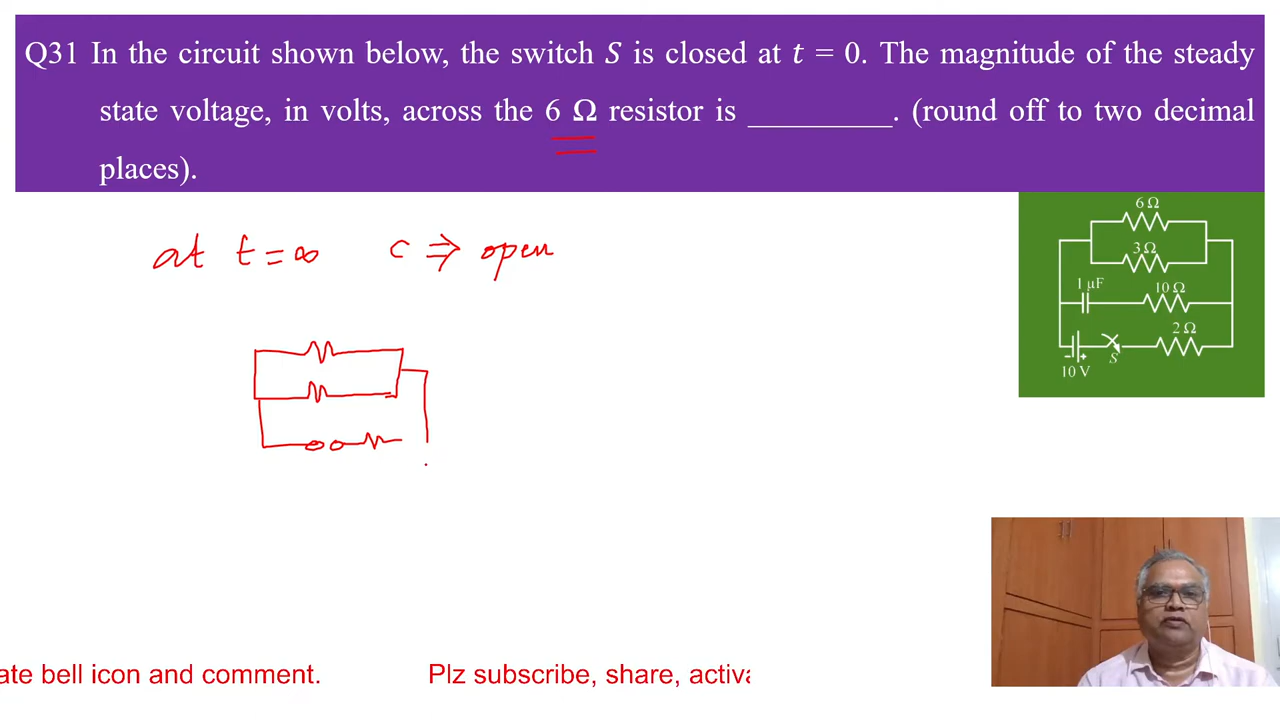 Q31 In the circuit shown below, the switch S is closed at t = 0. The magnitude of the steady
state voltage, in volts, across the 6 Ω resistor is _________. (round off to two decimal
places).
at t = ∞ c ⇒ open
6 Ω
3 Ω
1 μF 10 Ω
2 Ω
- + S
10 V
ate bell icon and comment. Plz subscribe, share, activa